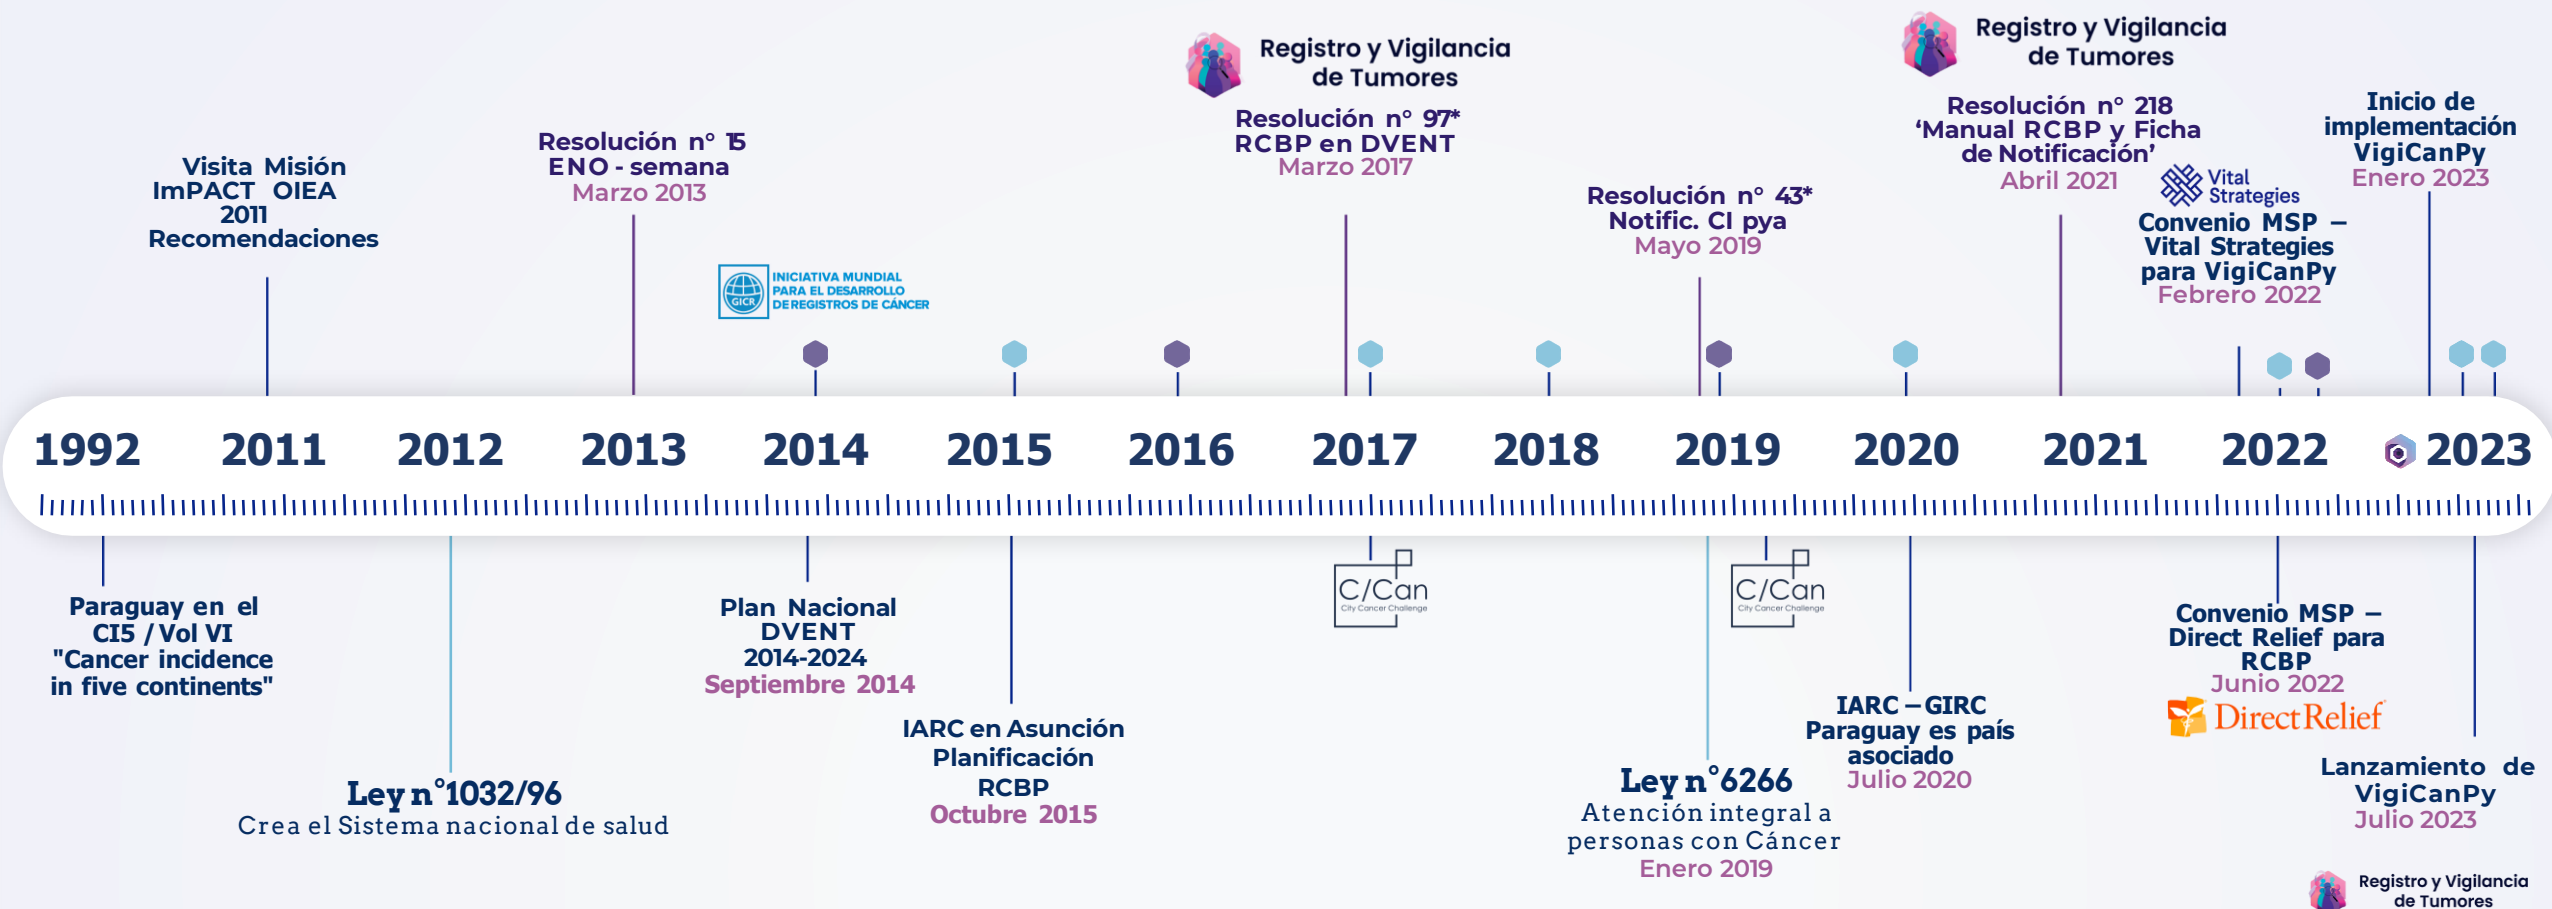 Registro y Vigilancia
de Tumores
Resolución n° 97*
RCBP en DVENT
Marzo 2017
Registro y Vigilancia
de Tumores
Resolución n° 218
‘Manual RCBP y Ficha
de Notificación’
Abril 2021
Inicio de
implementación
VigiCanPy
Enero 2023
Visita Misión
ImPACT OIEA
2011
Recomendaciones
Resolución n° 15
ENO - semana
Marzo 2013
INICIATIVA MUNDIAL
PARA EL DESARROLLO
DE REGISTROS DE CÁNCER
GICR
Resolución n° 43*
Notific. CI pya
Mayo 2019
Vital
Strategies
Convenio MSP –
Vital Strategies
para VigiCanPy
Febrero 2022
1992 2011 2012 2013 2014 2015 2016 2017 2018 2019 2020 2021 2022 2023
Paraguay en el
CI5 / Vol VI
"Cancer incidence
in five continents"
Ley n°1032/96
Crea el Sistema nacional de salud
Plan Nacional
DVENT
2014-2024
Septiembre 2014
IARC en Asunción
Planificación
RCBP
Octubre 2015
C/Can
City Cancer Challenge
C/Can
City Cancer Challenge
Ley n°6266
Atención integral a
personas con Cáncer
Enero 2019
IARC – GIRC
Paraguay es país
asociado
Julio 2020
Convenio MSP –
Direct Relief para
RCBP
Junio 2022
DirectRelief
Lanzamiento de
VigiCanPy
Julio 2023
Registro y Vigilancia
de Tumores